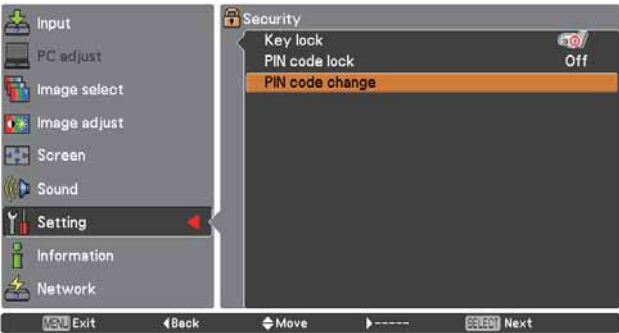 Input
PC adjust
Image select
Image adjust
Screen
Sound
Setting
Information
Network
Security
Key lock
PIN code lock Off
PIN code change
MENU Exit Back Move ----- SELECT Next